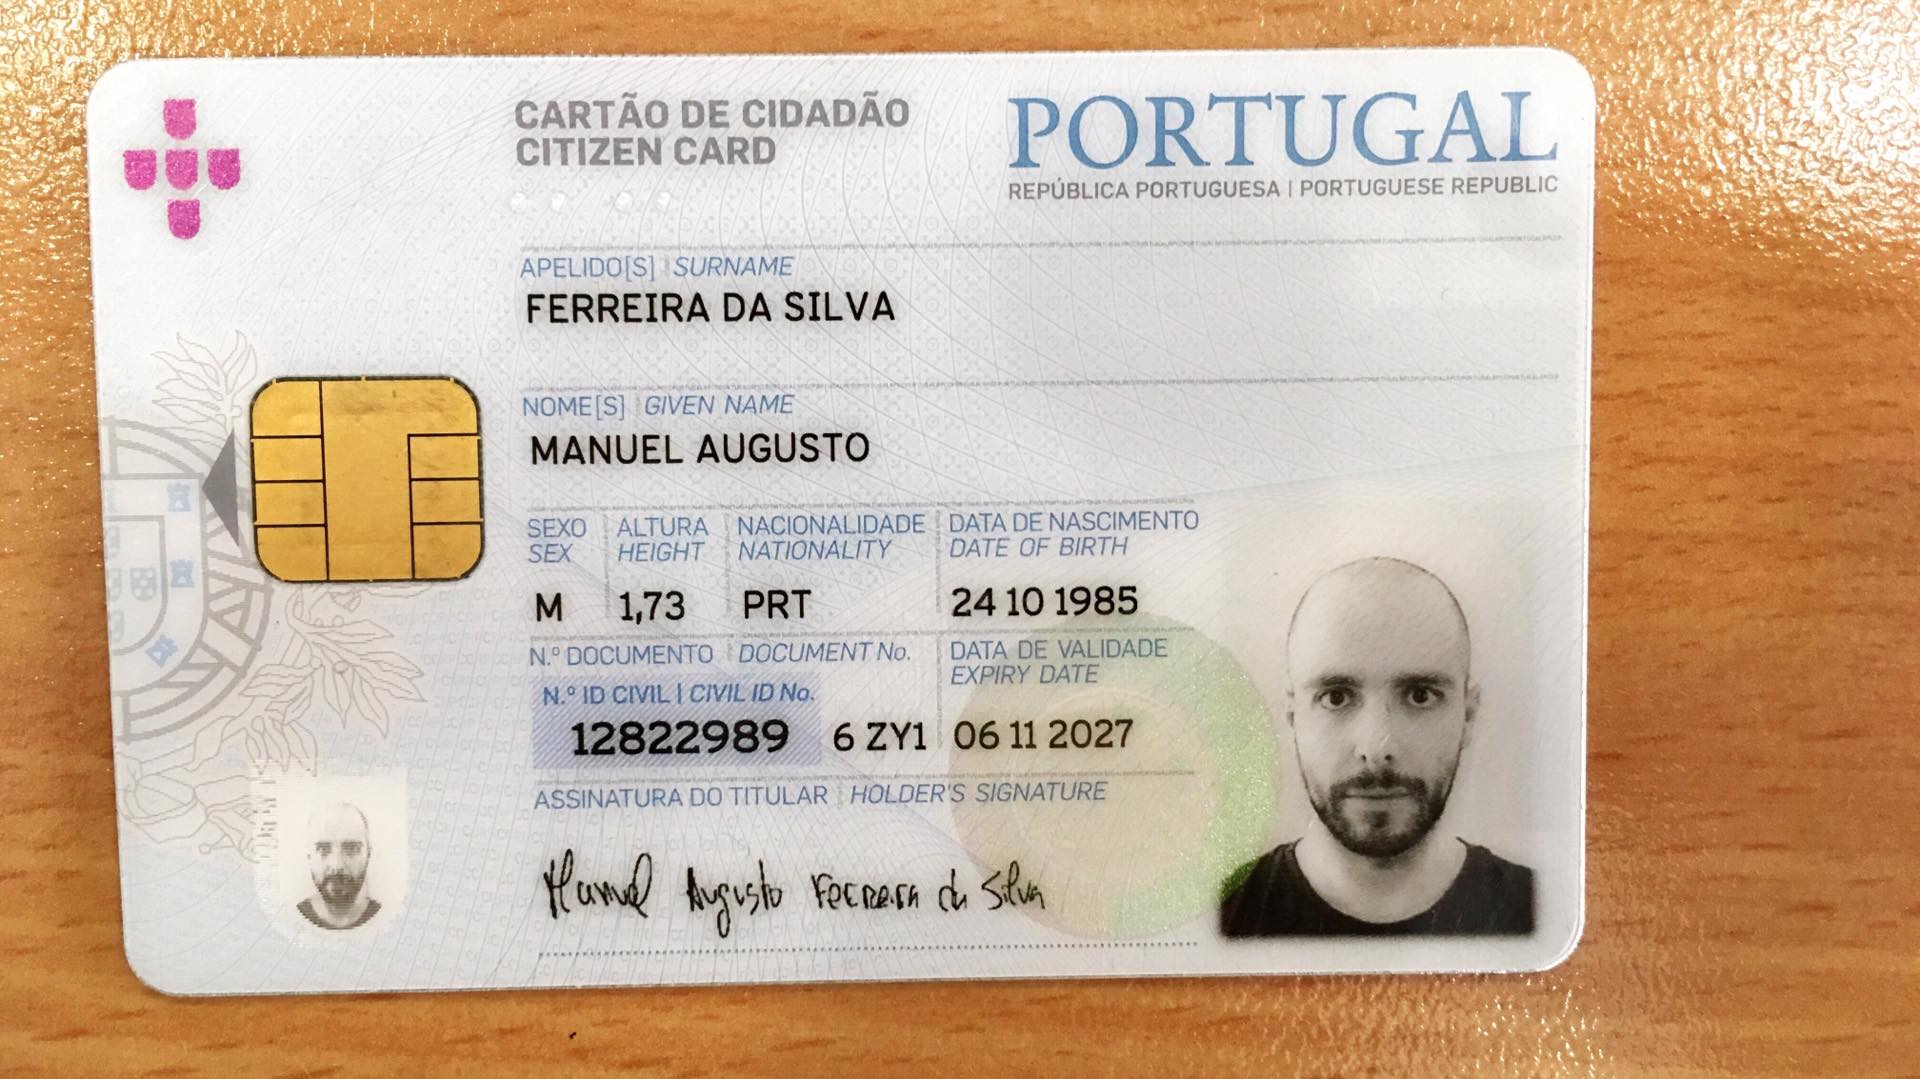 CARTÃO DE CIDADÃO
CITIZEN CARD
PORTUGAL
REPÚBLICA PORTUGUESA | PORTUGUESE REPUBLIC
APELIDO[S] SURNAME
FERREIRA DA SILVA
NOME[S] GIVEN NAME
MANUEL AUGUSTO
SEXO ALTURA NACIONALIDADE DATA DE NASCIMENTO
SEX HEIGHT NATIONALITY DATE OF BIRTH
M 1,73 PRT 24 10 1985
N.º DOCUMENTO DOCUMENT No. DATA DE VALIDADE
EXPIRY DATE
N.º ID CIVIL | CIVIL ID No.
12822989 6 ZY1 06 11 2027
ASSINATURA DO TITULAR HOLDER'S SIGNATURE
Manuel Augusto Ferreira da Silva